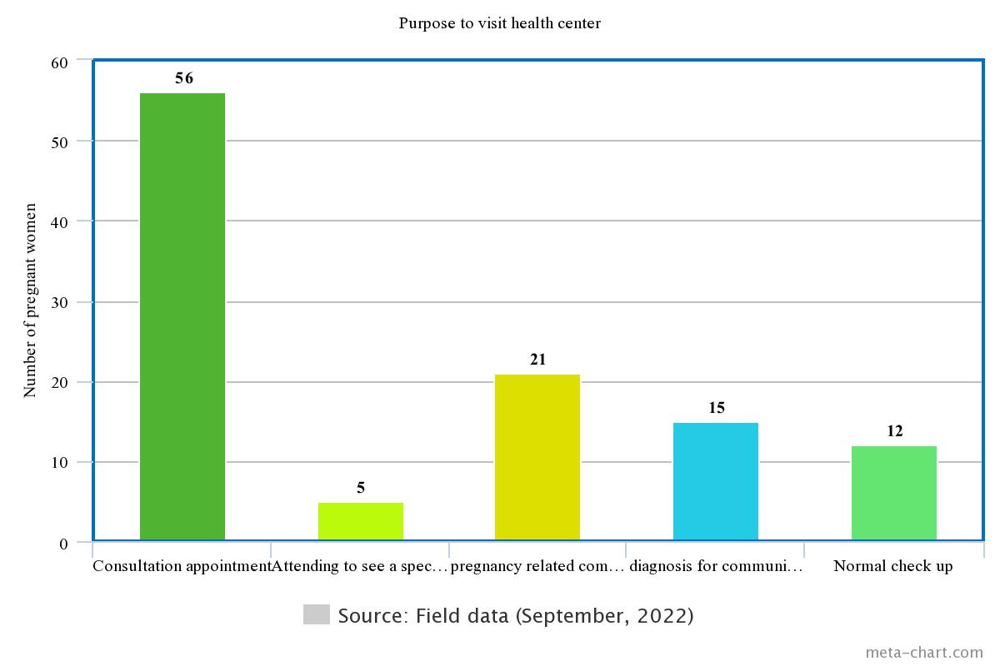 Purpose to visit health center
60
50
40
30
20
10
0
Number of pregnant women
56
5
21
15
12
Consultation appointment
Attending to see a spec…
pregnancy related com…
diagnosis for communi…
Normal check up
Source: Field data (September, 2022)
meta-chart.com